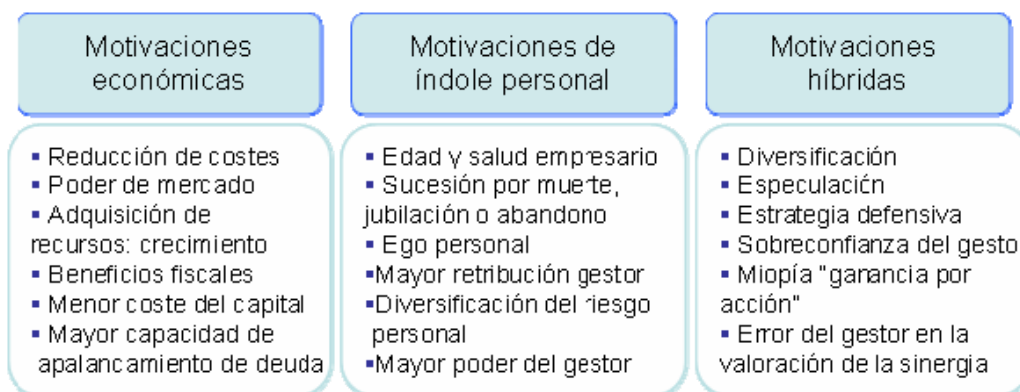 Motivaciones
económicas
▪ Reducción de costes
▪ Poder de mercado
▪ Adquisición de
recursos: crecimiento
▪ Beneficios fiscales
▪ Menor coste del capital
▪ Mayor capacidad de
apalancamiento de deuda
Motivaciones de
índole personal
▪ Edad y salud empresario
▪ Sucesión por muerte,
jubilación o abandono
▪ Ego personal
▪Mayor retribución gestor
▪Diversificación del riesgo
personal
▪Mayor poder del gestor
Motivaciones
híbridas
▪ Diversificación
▪ Especulación
▪ Estrategia defensiva
▪ Sobreconfianza del gesto
▪ Miopía "ganancia por
acción"
▪ Error del gestor en la
valoración de la sinergia